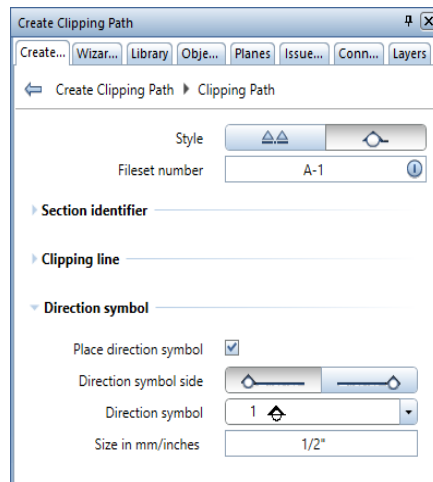 Create Clipping Path
Create... Wizar... Library Obje... Planes Issue... Conn... Layers
Create Clipping Path Clipping Path
Style
Fileset number A-1
Section identifier
Clipping line
Direction symbol
Place direction symbol
Direction symbol side
Direction symbol 1
Size in mm/inches 1/2"